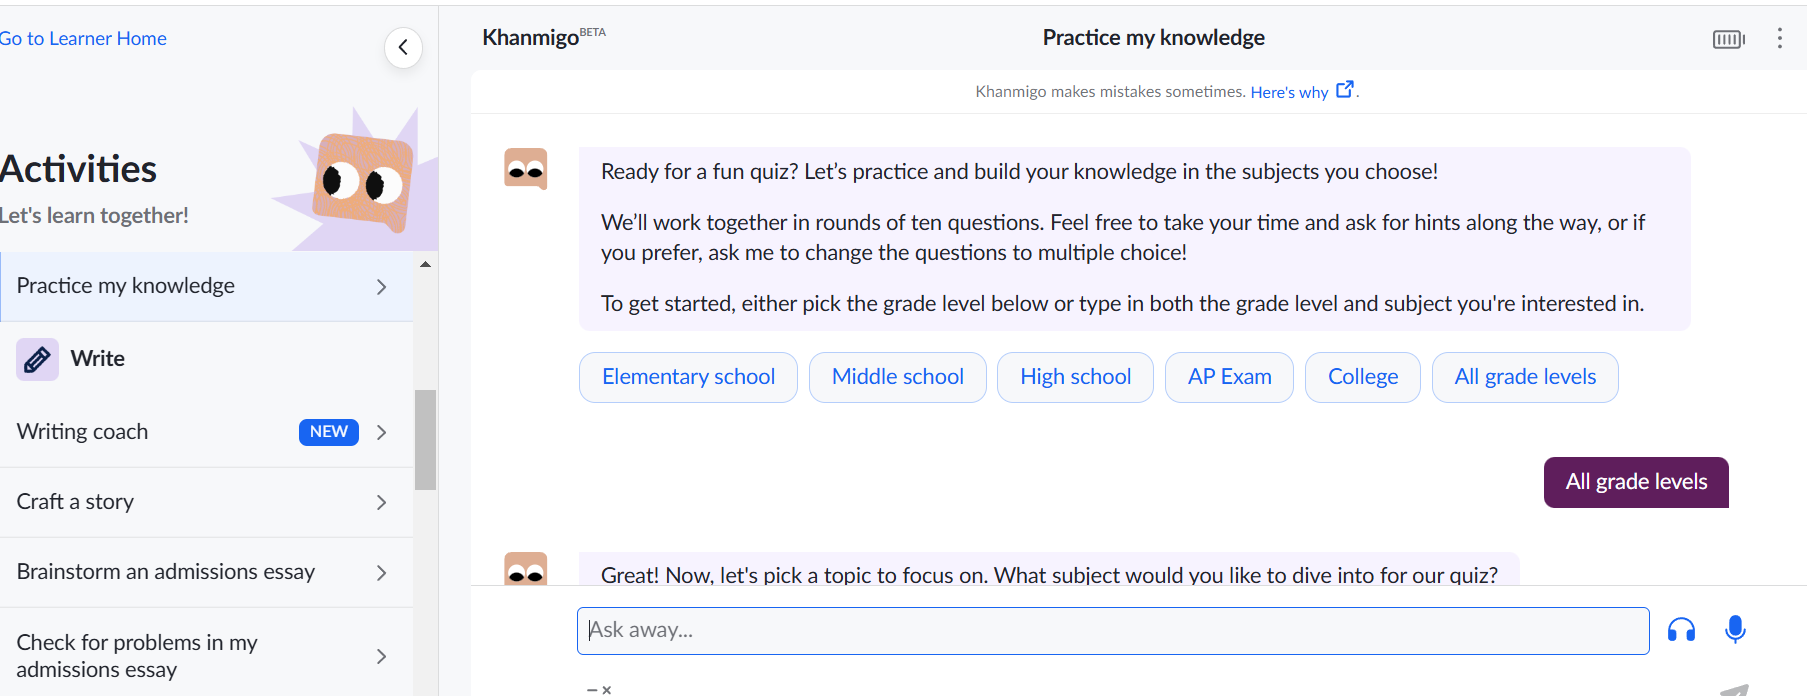 Go to Learner Home
Activities
Let's learn together!
Practice my knowledge
Write
Writing coach
NEW
Craft a story
Brainstorm an admissions essay
Check for problems in my
admissions essay
Khanmigo BETA
Practice my knowledge
Khanmigo makes mistakes sometimes. Here's why.
Ready for a fun quiz? Let’s practice and build your knowledge in the subjects you choose!
We’ll work together in rounds of ten questions. Feel free to take your time and ask for hints along the way, or if
you prefer, ask me to change the questions to multiple choice!
To get started, either pick the grade level below or type in both the grade level and subject you're interested in.
Elementary school
Middle school
High school
AP Exam
College
All grade levels
All grade levels
Great! Now, let's pick a topic to focus on. What subject would you like to dive into for our quiz?
Ask away...